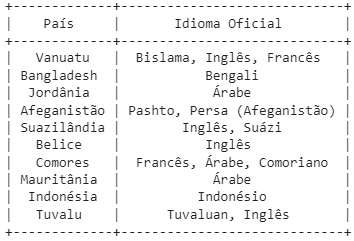 País | Idioma Oficial
Vanuatu | Bislama, Inglês, Francês
Bangladesh | Bengali
Jordânia | Árabe
Afeganistão | Pashto, Persa (Afeganistão)
Suazilândia | Inglês, Suázi
Belice | Inglês
Comores | Francês, Árabe, Comoriano
Mauritânia | Árabe
Indonésia | Indonésio
Tuvalu | Tuvaluan, Inglês